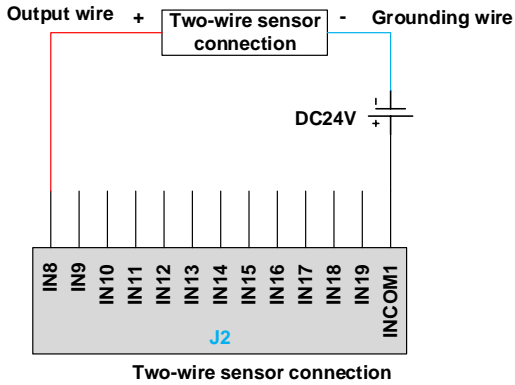 Output wire + Two-wire sensor connection - Grounding wire
DC24V
-
+
IN8 IN9 IN10 IN11 IN12 IN13 IN14 IN15 IN16 IN17 IN18 IN19 INCOM1
J2
Two-wire sensor connection